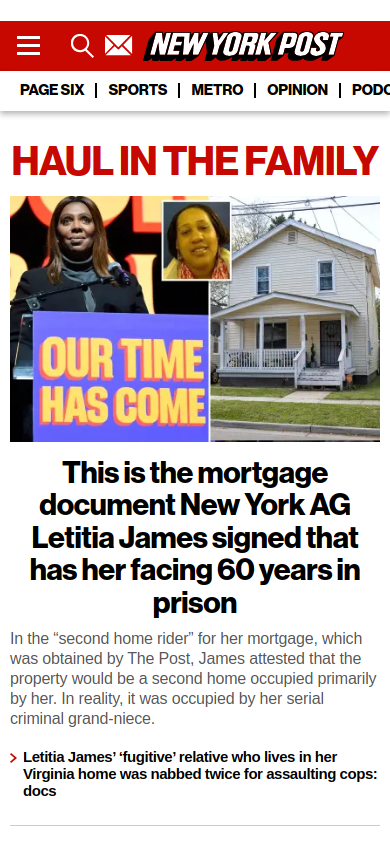 NEW YORK POST
PAGE SIX
SPORTS
METRO
OPINION
PODC
HAUL IN THE FAMILY
OUR TIME
HAS COME
This is the mortgage
document New York AG
Letitia James signed that
has her facing 60 years in
prison
In the “second home rider” for her mortgage, which
was obtained by The Post, James attested that the
property would be a second home occupied primarily
by her. In reality, it was occupied by her serial
criminal grand-niece.
Letitia James’ ‘fugitive’ relative who lives in her
Virginia home was nabbed twice for assaulting cops:
docs